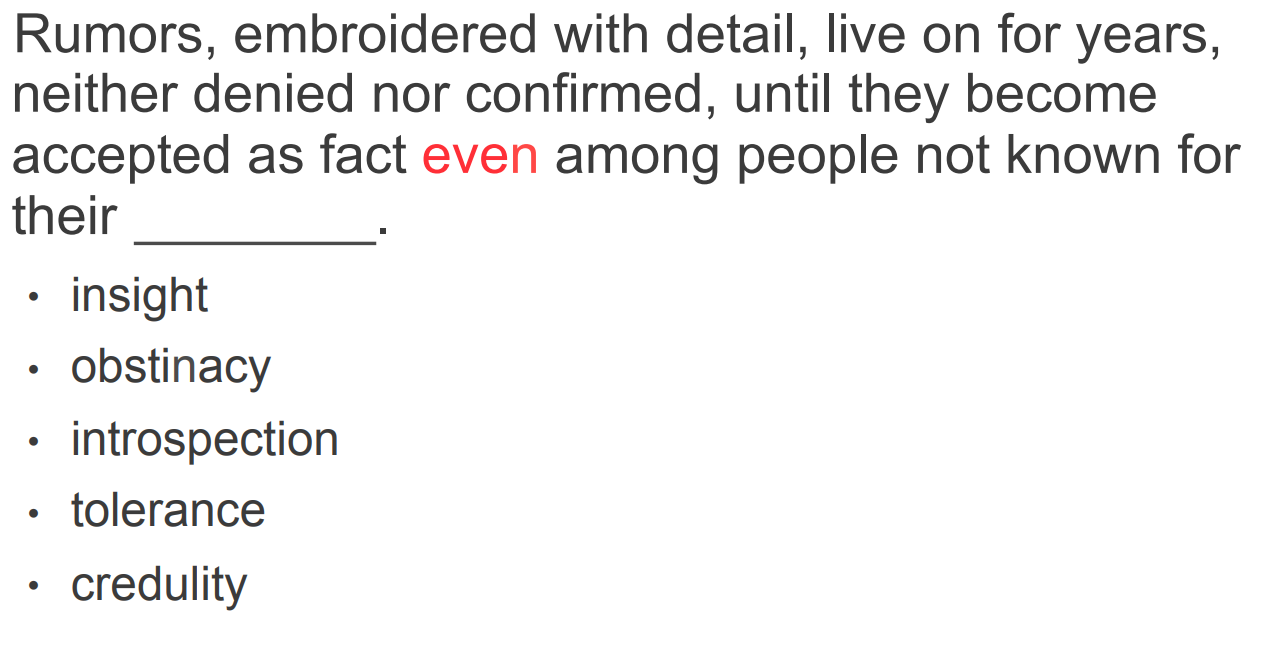 Rumors, embroidered with detail, live on for years,
neither denied nor confirmed, until they become
accepted as fact even among people not known for
their _________.
• insight
• obstinacy
• introspection
• tolerance
• credulity